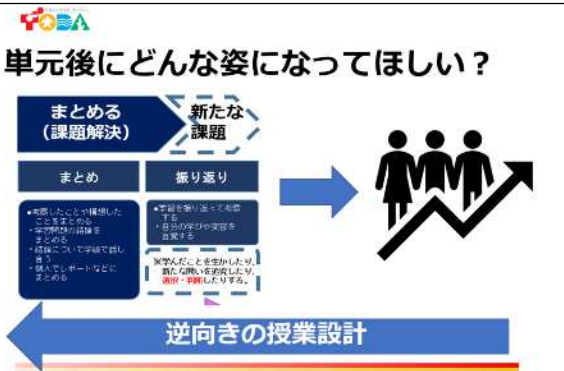 TODA
単元後にどんな姿になってほしい？
まとめる
（課題解決）
新たな
課題
まとめ
振り返り
●考察したことや構想した
ことをまとめる
・学習問題の結論を
まとめる
・結論について学級で話し
合う
・個人でレポートなどに
まとめる
●学習を振り返って考察
する
・自分の学びや変容を
自覚する
※学んだことを生かしたり、
新たな問いを追究したり、
選択・判断したりする。
逆向きの授業設計